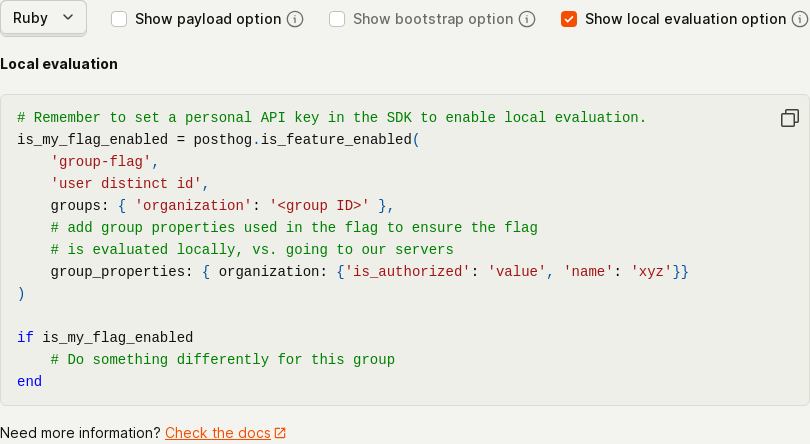 Ruby Show payload option Show bootstrap option Show local evaluation option
Local evaluation
# Remember to set a personal API key in the SDK to enable local evaluation.
is_my_flag_enabled = posthog.is_feature_enabled(
    'group-flag',
    'user distinct id',
    groups: { 'organization': '<group ID>' },
    # add group properties used in the flag to ensure the flag
    # is evaluated locally, vs. going to our servers
    group_properties: { organization: {'is_authorized': 'value', 'name': 'xyz'}}
)
if is_my_flag_enabled
    # Do something differently for this group
end
Need more information? Check the docs